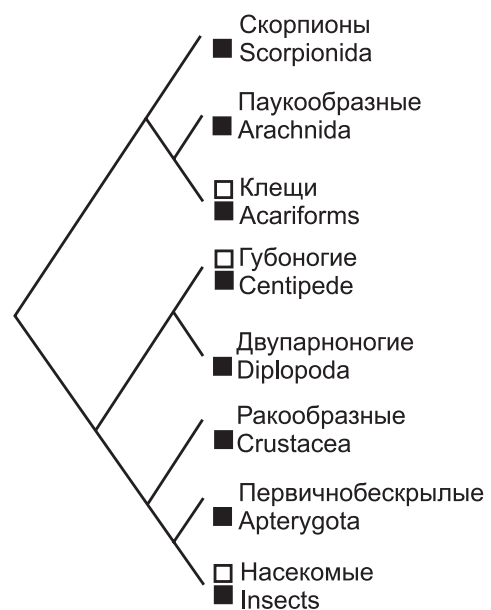 Скорпионы
Scorpionida
Паукообразные
Arachnida
Клещи
Acariforms
Губоногие
Centipede
Двупарноногие
Diplopoda
Ракообразные
Crustacea
Первичнобескрылые
Apterygota
Насекомые
Insects